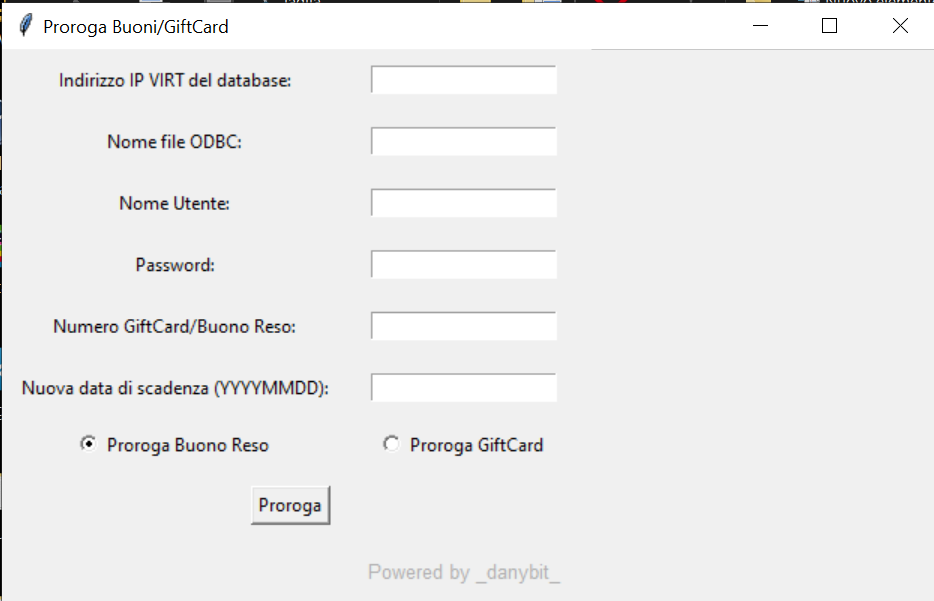 Proroga Buoni/GiftCard
Indirizzo IP VIRT del database:
Nome file ODBC:
Nome Utente:
Password:
Numero GiftCard/Buono Reso:
Nuova data di scadenza (YYYYMMDD):
Proroga Buono Reso Proroga GiftCard
Proroga
Powered by _danybit_